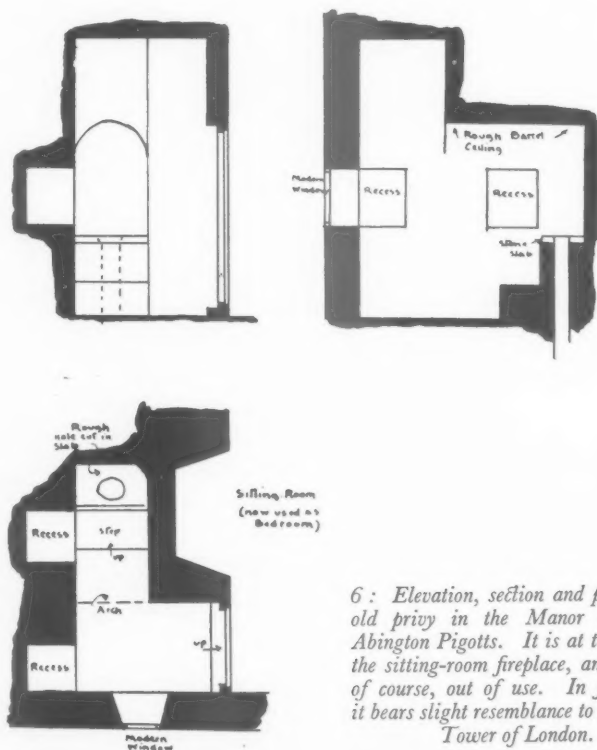 Rough Barrel
Ceiling
Modern
Window
Recess
Recess
Stone
Slab
Rough
hole cut in
Slab
Sitting Room
(now used as
Bedroom)
Recess
Step
up
Arch
up
Recess
Modern
Window
6 : Elevation, section and p
old privy in the Manor
Abington Pigotts. It is at t
the sitting-room fireplace, an
of course, out of use. In f
it bears slight resemblance to
Tower of London.